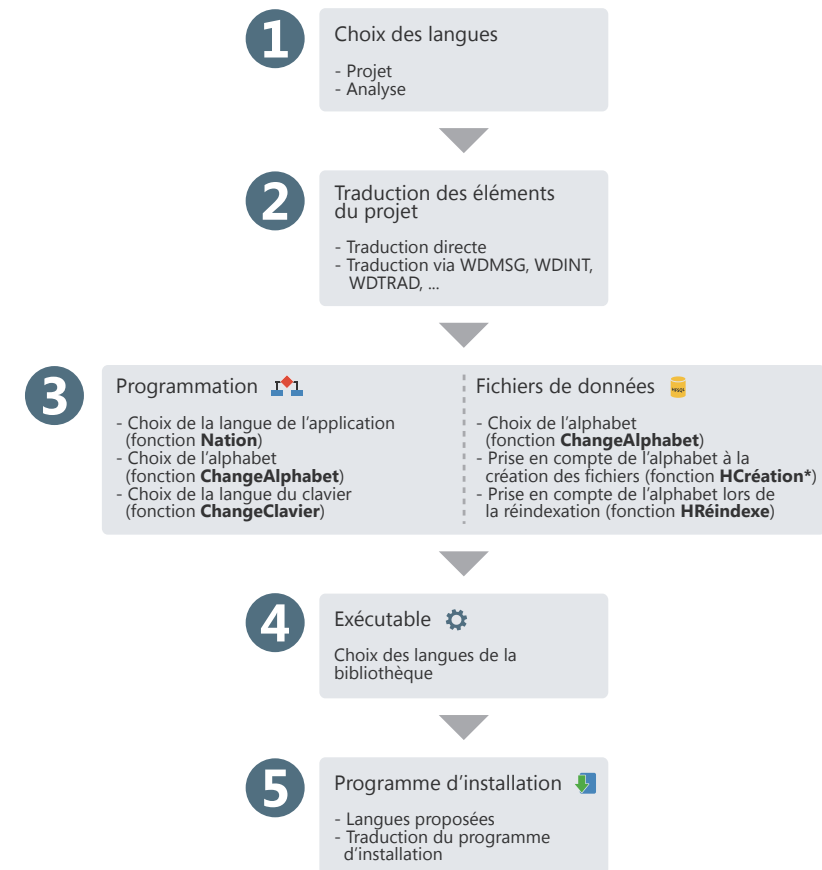 1
Choix des langues
- Projet
- Analyse
2
Traduction des éléments
du projet
- Traduction directe
- Traduction via WDMSG, WDINT,
WDTRAD, ...
3
Programmation
- Choix de la langue de l'application
(fonction Nation)
- Choix de l'alphabet
(fonction ChangeAlphabet)
- Choix de la langue du clavier
(fonction ChangeClavier)
Fichiers de données
- Choix de l'alphabet
(fonction ChangeAlphabet)
- Prise en compte de l'alphabet à la
création des fichiers (fonction HCréation*)
- Prise en compte de l'alphabet lors de
la réindexation (fonction HRéindexe)
4
Exécutable
Choix des langues de la
bibliothèque
5
Programme d'installation
- Langues proposées
- Traduction du programme
d'installation